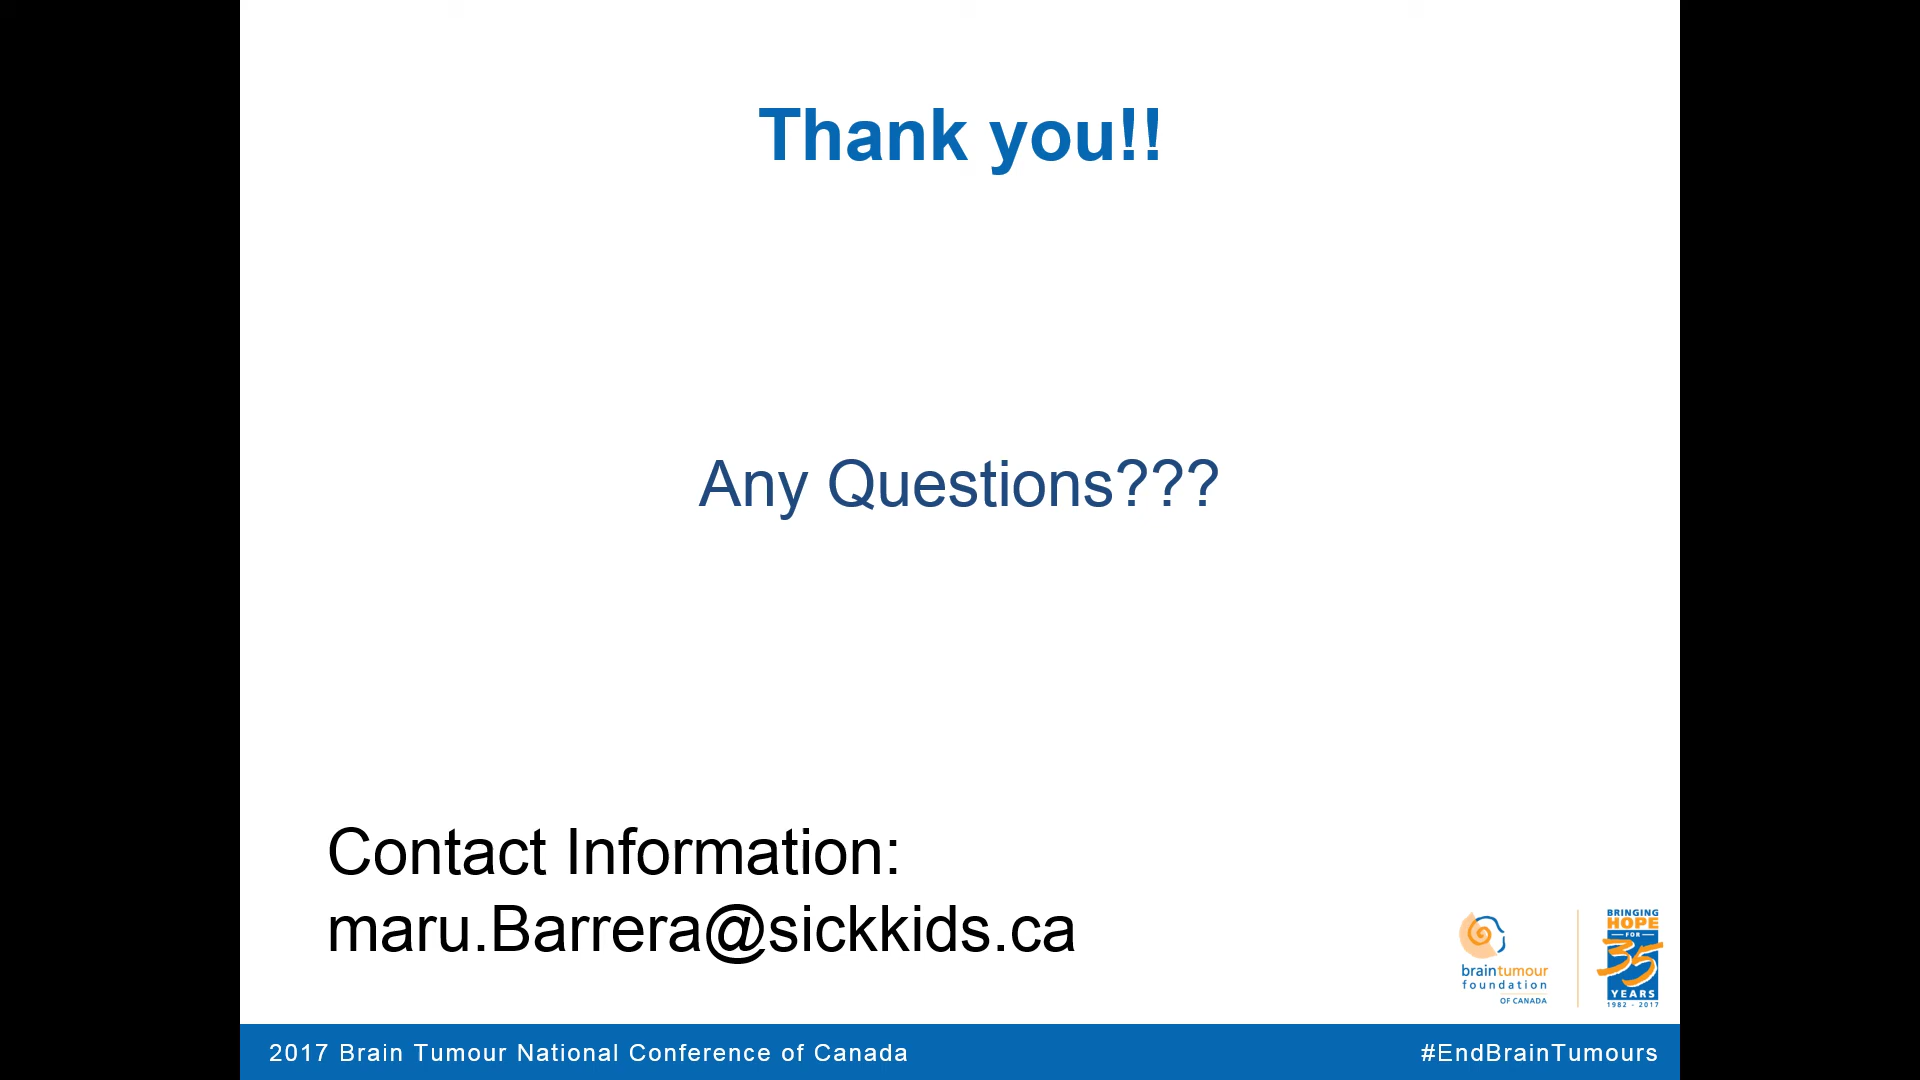 Thank you!!
Any Questions???
Contact Information:
maru.Barrera@sickkids.ca
braintumour
foundation
OF CANADA
BRINGING
HOPE
FOR
35
YEARS
1982 - 2017
2017 Brain Tumour National Conference of Canada
#EndBrainTumours